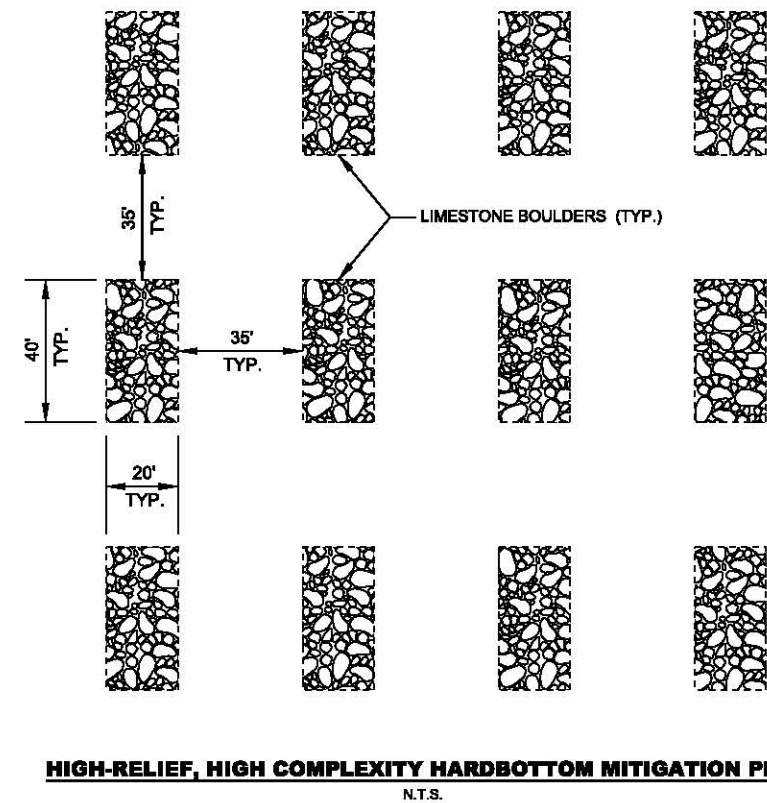 35'
TYP.
LIMESTONE BOULDERS (TYP.)
40'
TYP.
35'
TYP.
20'
TYP.
HIGH-RELIEF, HIGH COMPLEXITY HARDBOTTOM MITIGATION
N.T.S.